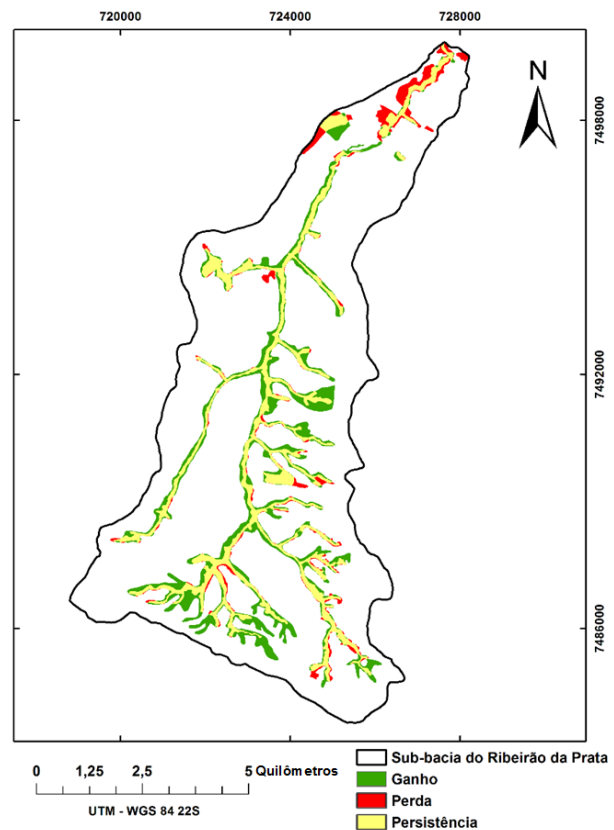 720000 724000 728000
N
7498000
7492000
7486000
0 1,25 2,5 5 Quilômetros
UTM - WGS 84 22S
Sub-bacia do Ribeirão da Prata
Ganho
Perda
Persistência